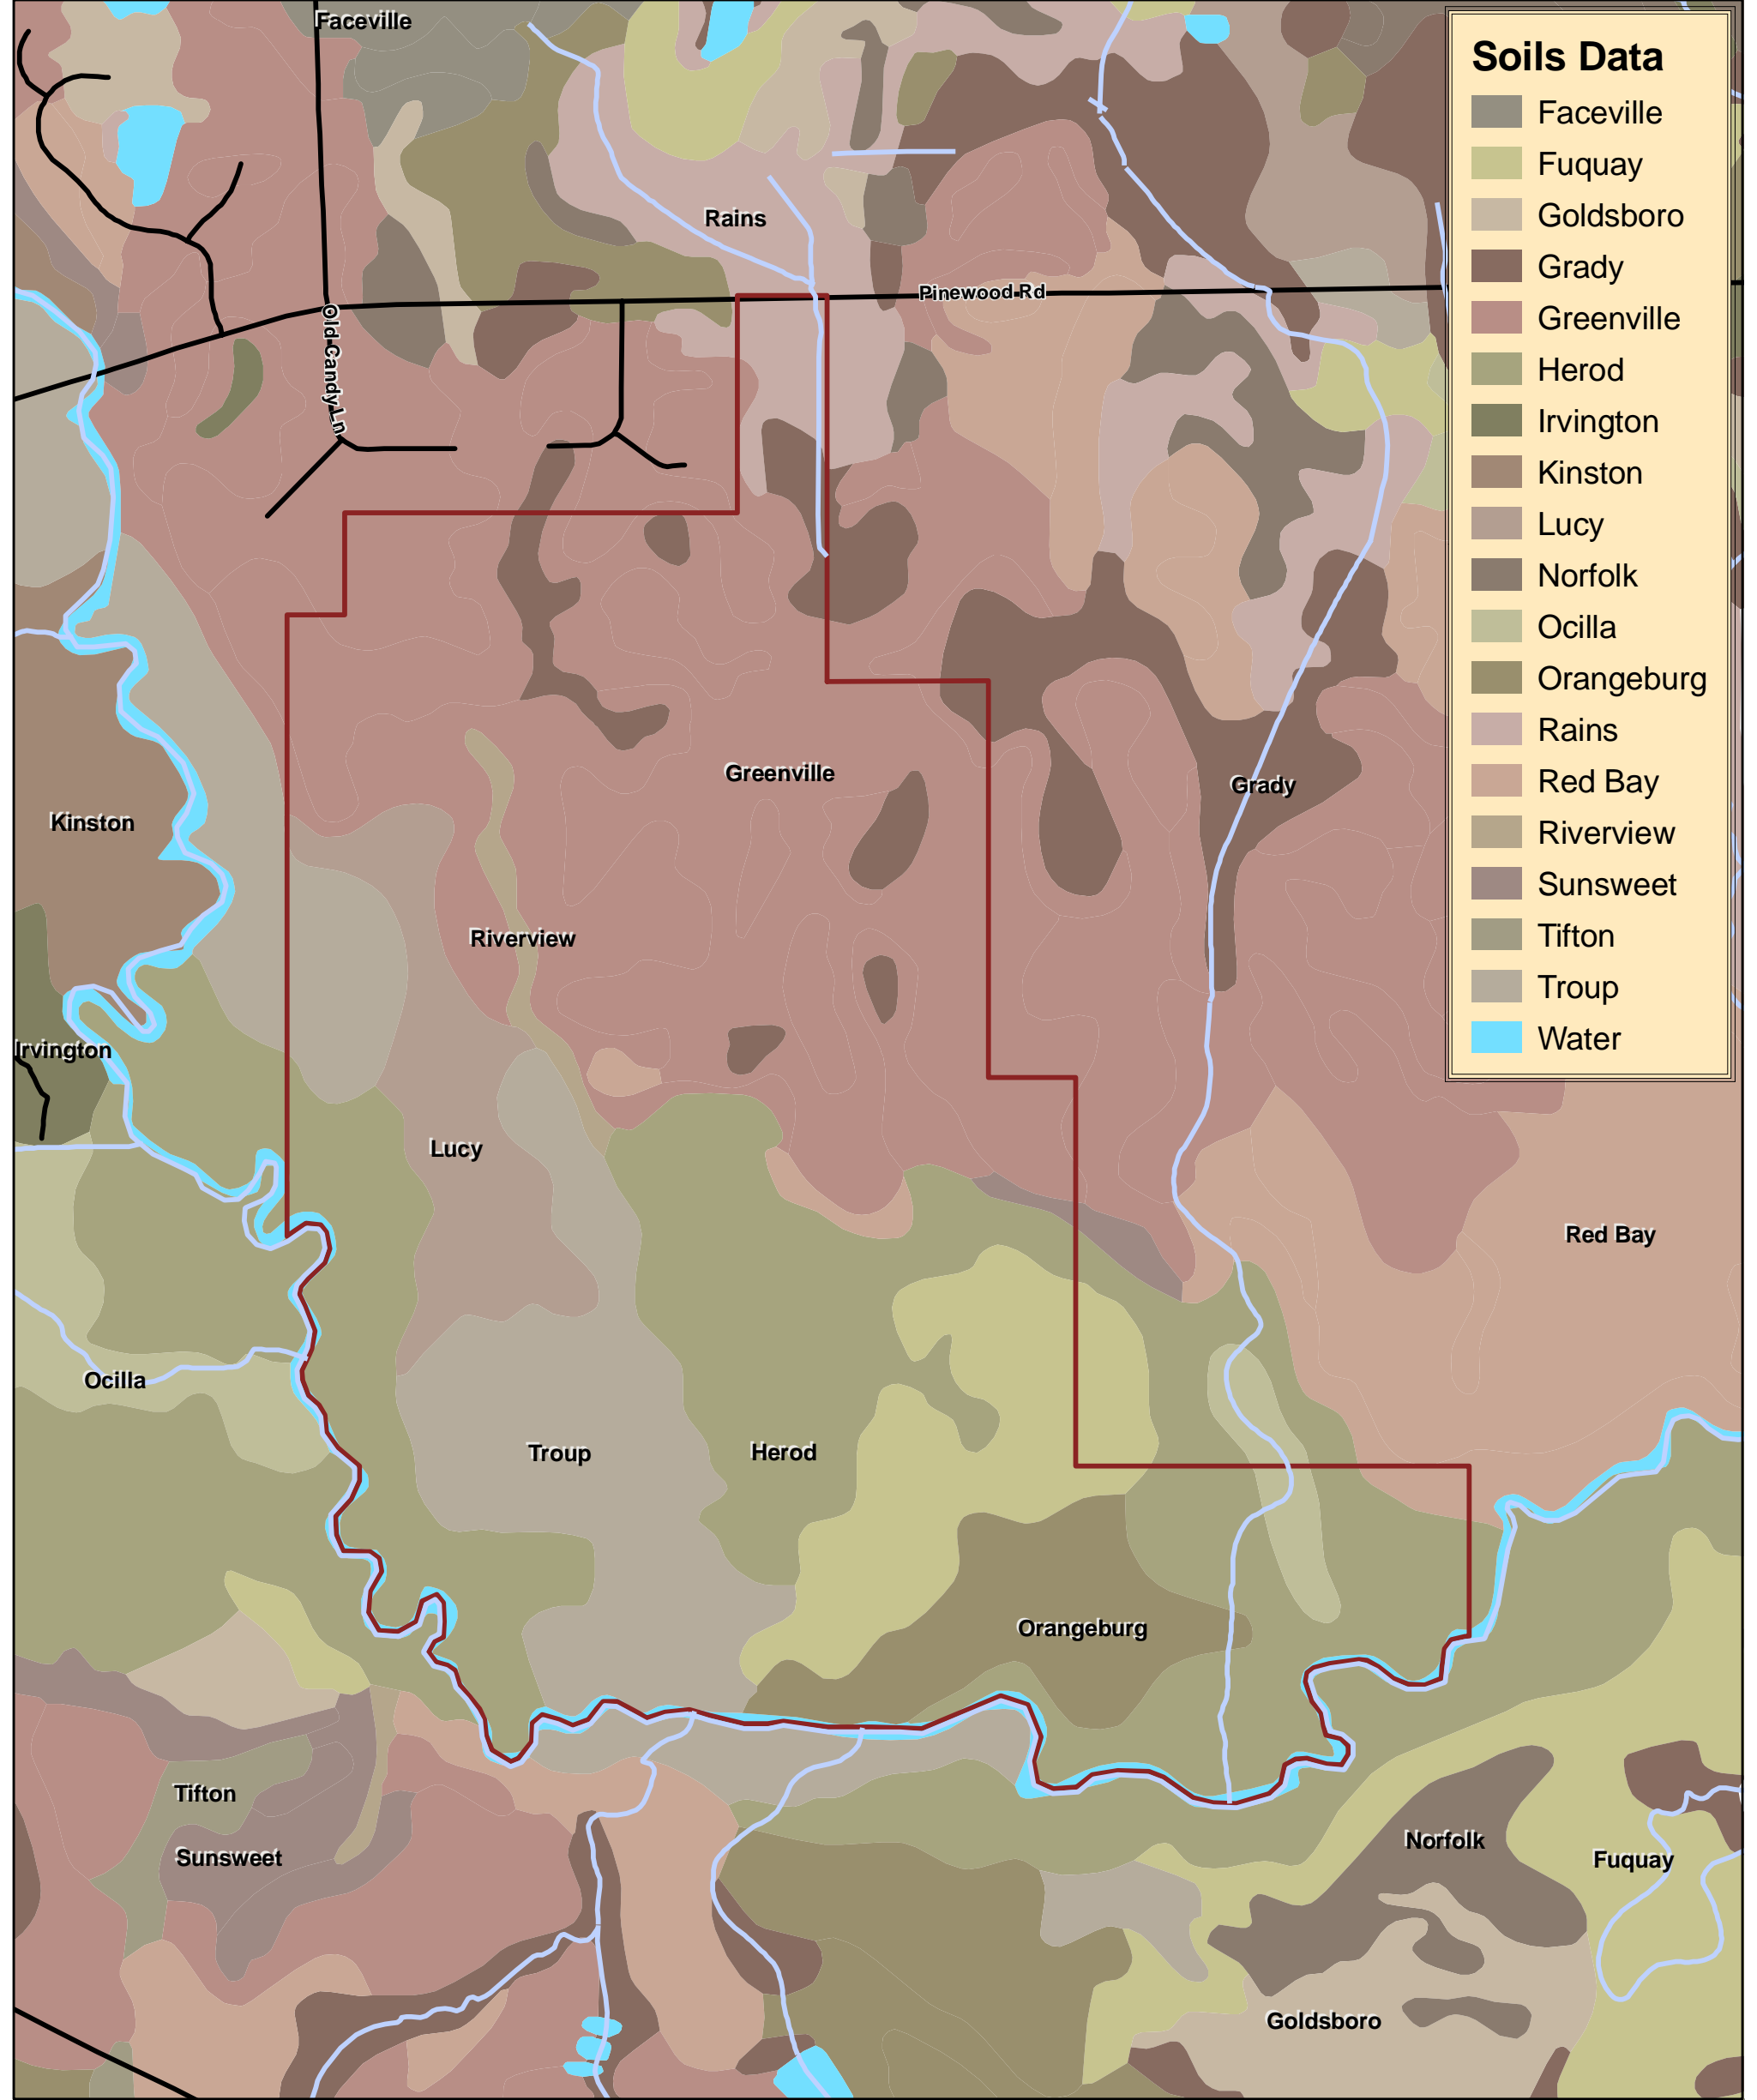 Faceville
Soils Data
Faceville
Fuquay
Goldsboro
Grady
Greenville
Herod
Irvington
Kinston
Lucy
Norfolk
Ocilla
Orangeburg
Rains
Red Bay
Riverview
Sunsweet
Tifton
Troup
Water
Rains
Pinewood Rd
Old Candy Ln
Greenville
Grady
Kinston
Riverview
Irvington
Lucy
Red Bay
Ocilla
Troup
Herod
Orangeburg
Tifton
Norfolk
Sunsweet
Fuquay
Goldsboro